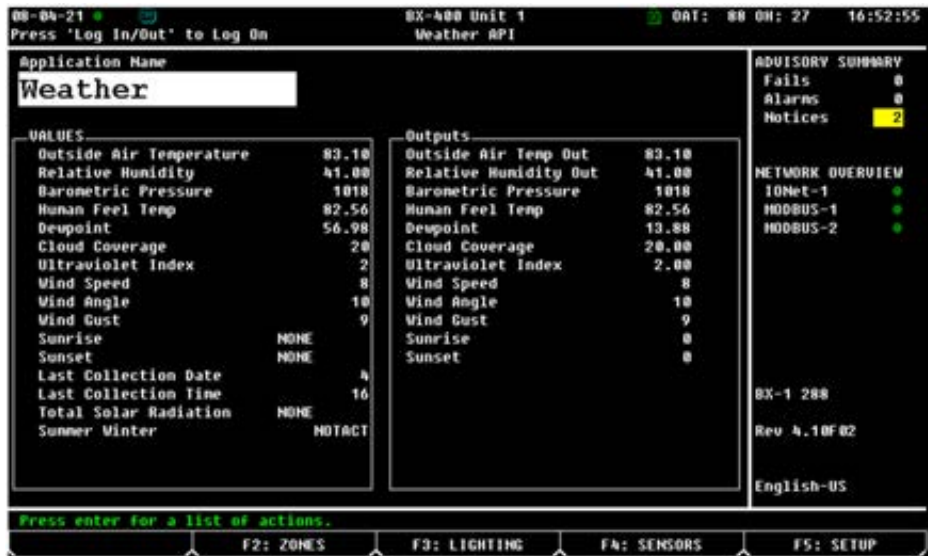 08-04-21 BX-400 Unit 1 OAT: 88 OH: 27 16:52:55
Press 'Log In/Out' to Log On Weather API
Application Name
Weather
VALUES
Outside Air Temperature 83.10
Relative Humidity 41.00
Barometric Pressure 1018
Human Feel Temp 82.56
Dewpoint 56.98
Cloud Coverage 20
Ultraviolet Index 2
Wind Speed 8
Wind Angle 10
Wind Gust 9
Sunrise NONE
Sunset NONE
Last Collection Date 4
Last Collection Time 16
Total Solar Radiation NONE
Summer Winter NOTACT
Outputs
Outside Air Temp Out 83.10
Relative Humidity Out 41.00
Barometric Pressure 1018
Human Feel Temp 82.56
Dewpoint 13.88
Cloud Coverage 20.00
Ultraviolet Index 2.00
Wind Speed 8
Wind Angle 10
Wind Gust 9
Sunrise 0
Sunset 0
ADVISORY SUMMARY
Fails 0
Alarms 0
Notices 2
NETWORK OVERVIEW
IONet-1
MODBUS-1
MODBUS-2
BX-1 288
Rev 4.10F02
English-US
Press enter for a list of actions.
F2: ZONES F3: LIGHTING F4: SENSORS F5: SETUP